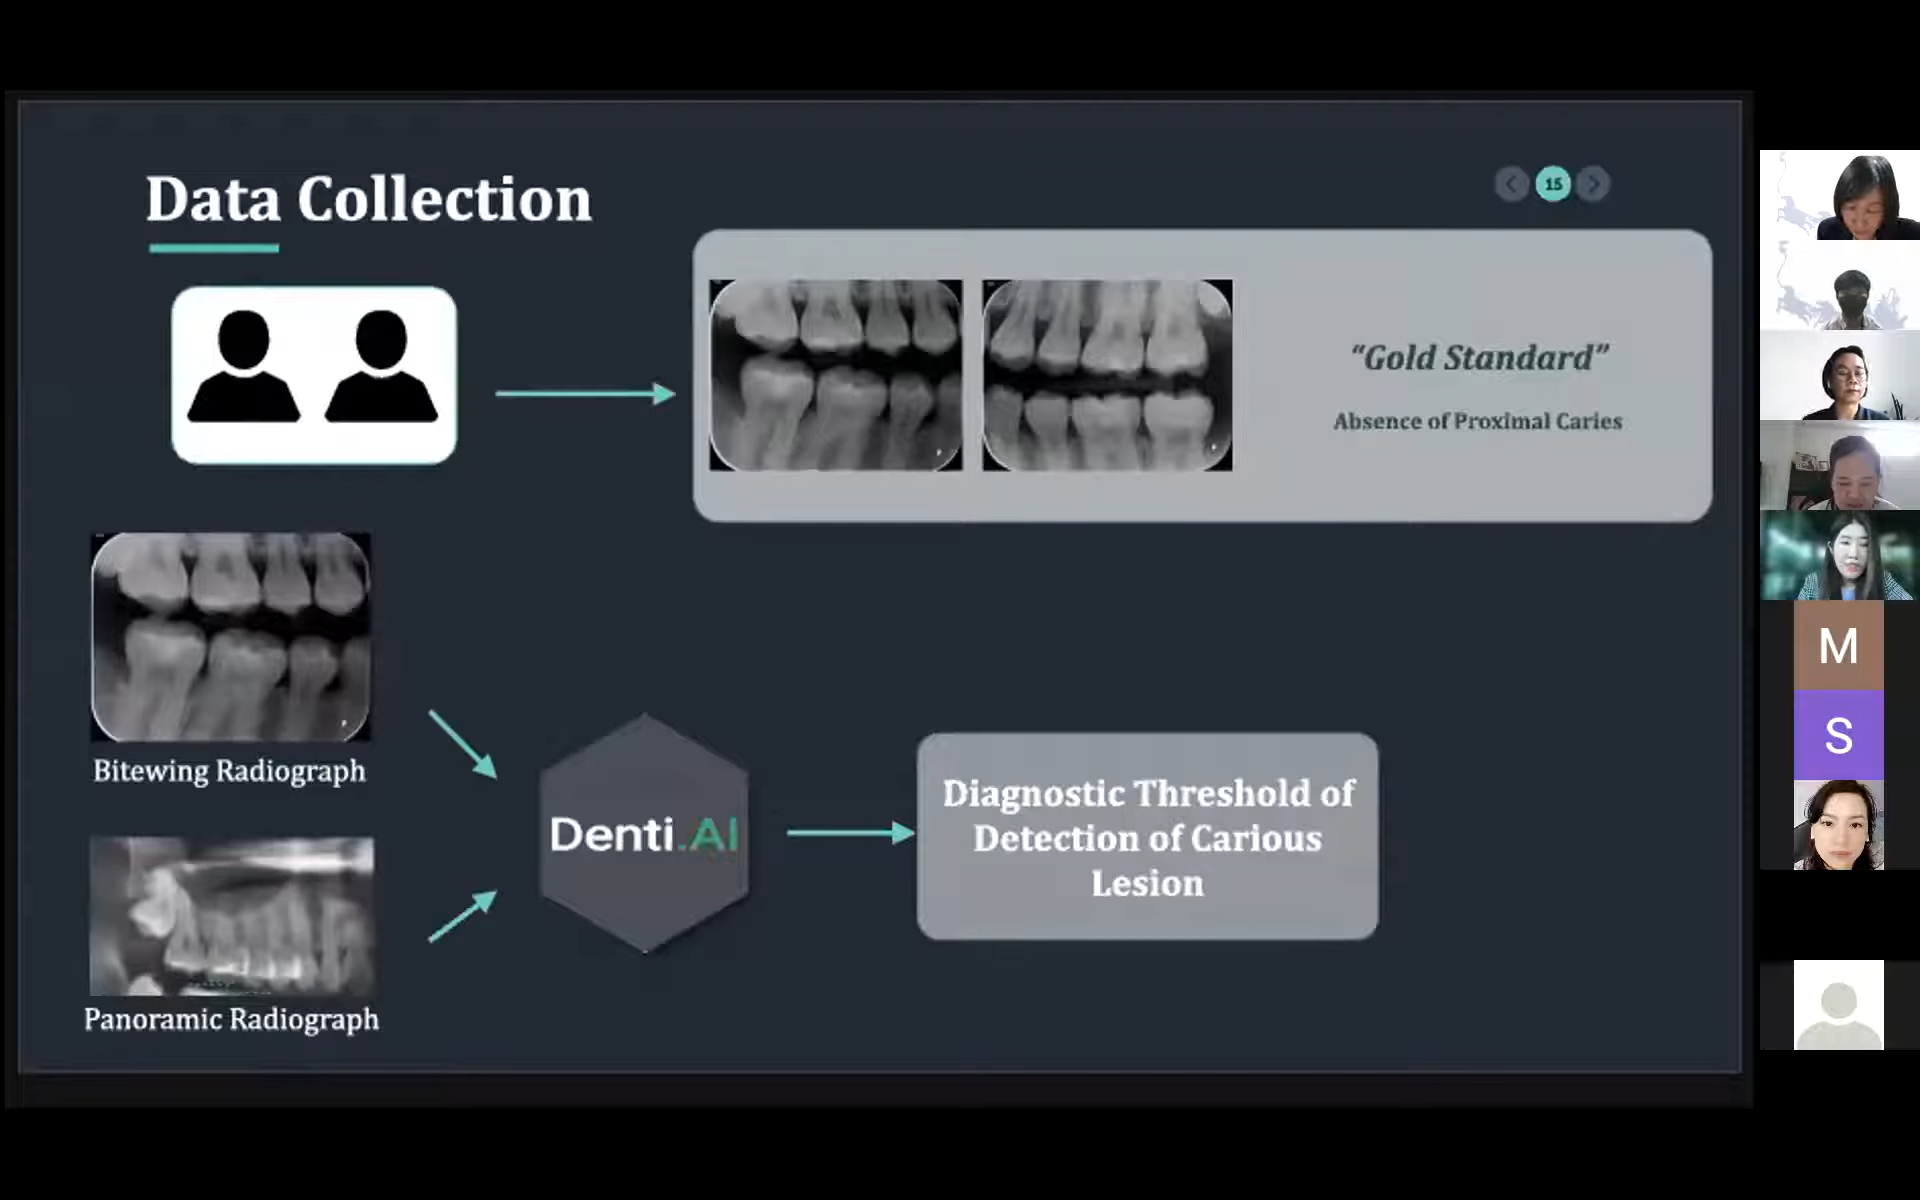 Data Collection
15
“Gold Standard”
Absence of Proximal Caries
Bitewing Radiograph
Denti.AI
Diagnostic Threshold of
Detection of Carious
Lesion
Panoramic Radiograph
M
S